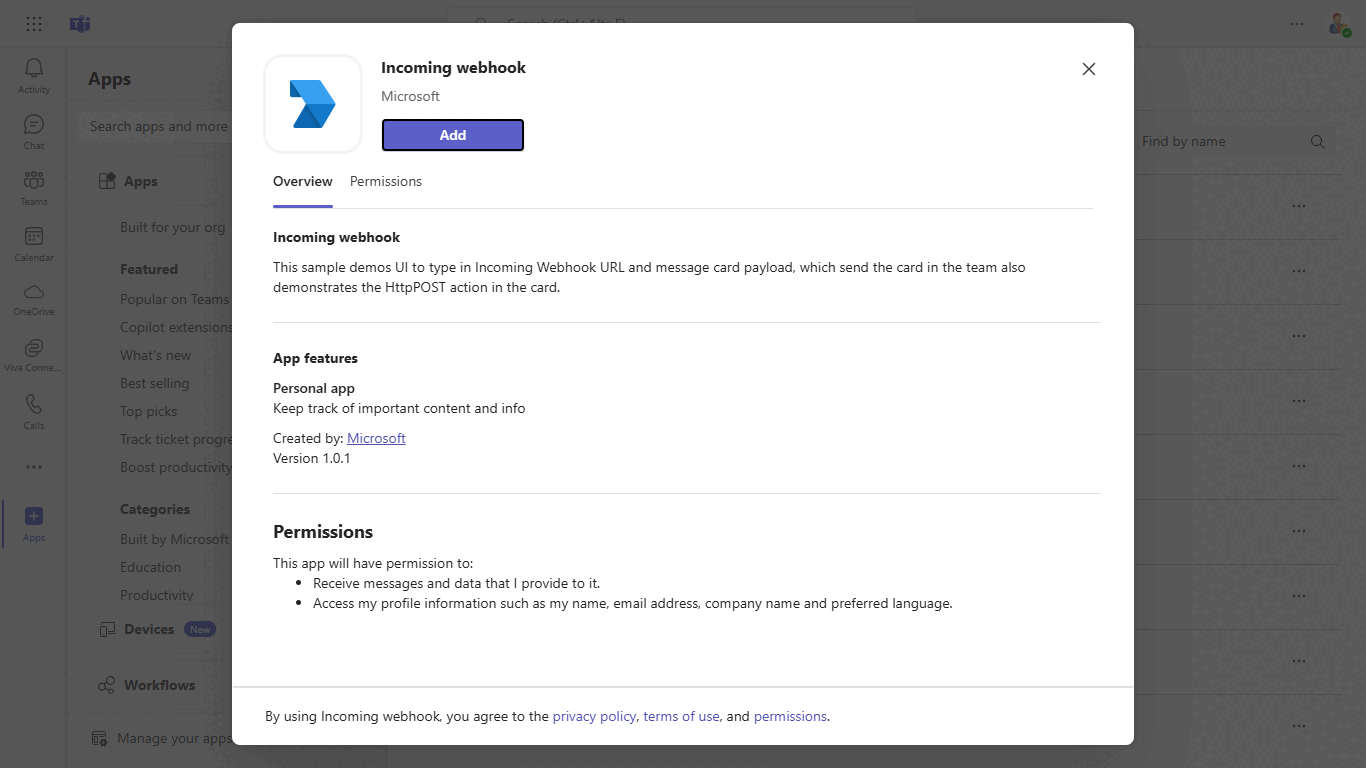 Search (Ctrl+Alt+E)
Activity
Chat
Teams
Calendar
OneDrive
Viva Conne...
Calls
Apps
Apps
Search apps and more
Apps
Built for your org
Featured
Popular on Teams
Copilot extensions
What's new
Best selling
Top picks
Track ticket progre
Boost productivity
Categories
Built by Microsoft
Education
Productivity
Devices New
Workflows
Manage your apps
Find by name
Incoming webhook
Microsoft
Add
Overview Permissions
Incoming webhook
This sample demos UI to type in Incoming Webhook URL and message card payload, which send the card in the team also
demonstrates the HttpPOST action in the card.
App features
Personal app
Keep track of important content and info
Created by: Microsoft
Version 1.0.1
Permissions
This app will have permission to:
• Receive messages and data that I provide to it.
• Access my profile information such as my name, email address, company name and preferred language.
By using Incoming webhook, you agree to the privacy policy, terms of use, and permissions.